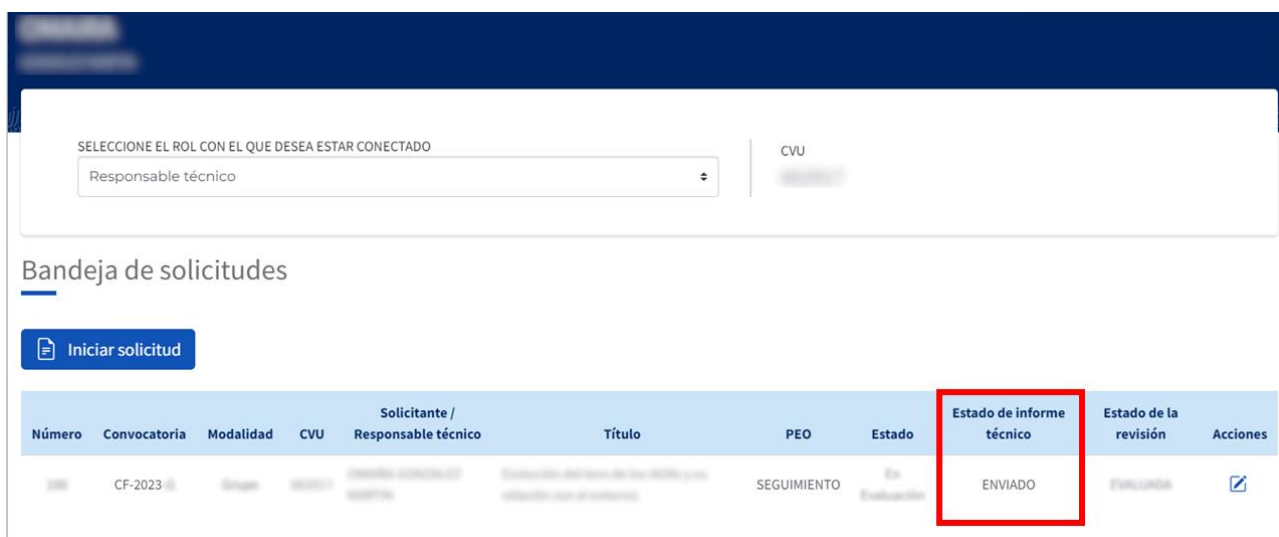 SELECCIONE EL ROL CON EL QUE DESEA ESTAR CONECTADO
Responsable técnico
CVU
Bandeja de solicitudes
Iniciar solicitud
Número Convocatoria Modalidad CVU Solicitante / Responsable técnico Título PEO Estado Estado de informe técnico Estado de la revisión Acciones
CF-2023 SEGUIMIENTO ENVIADO